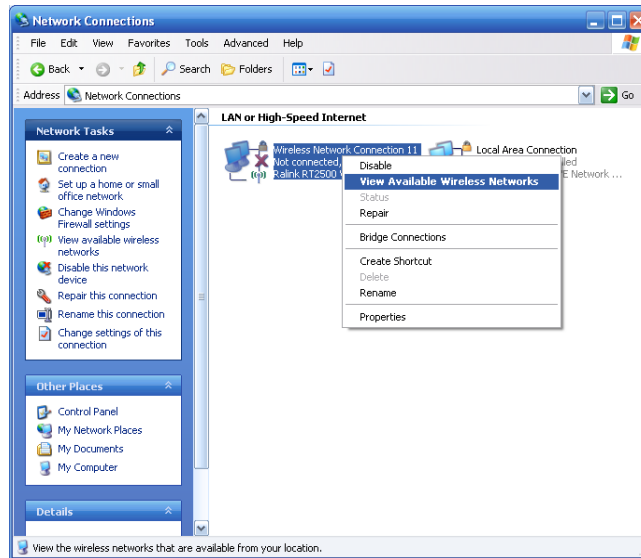 Network Connections
File Edit View Favorites Tools Advanced Help
Back Search Folders
Address Network Connections Go
Network Tasks
Create a new
connection
Set up a home or small
office network
Change Windows
Firewall settings
View available wireless
networks
Disable this network
device
Repair this connection
Rename this connection
Change settings of this
connection
Other Places
Control Panel
My Network Places
My Documents
My Computer
Details
LAN or High-Speed Internet
Wireless Network Connection 11
Not connected,
Ralink RT2500
Local Area Connection
Network ...
Disable
View Available Wireless Networks
Status
Repair
Bridge Connections
Create Shortcut
Delete
Rename
Properties
View the wireless networks that are available from your location.